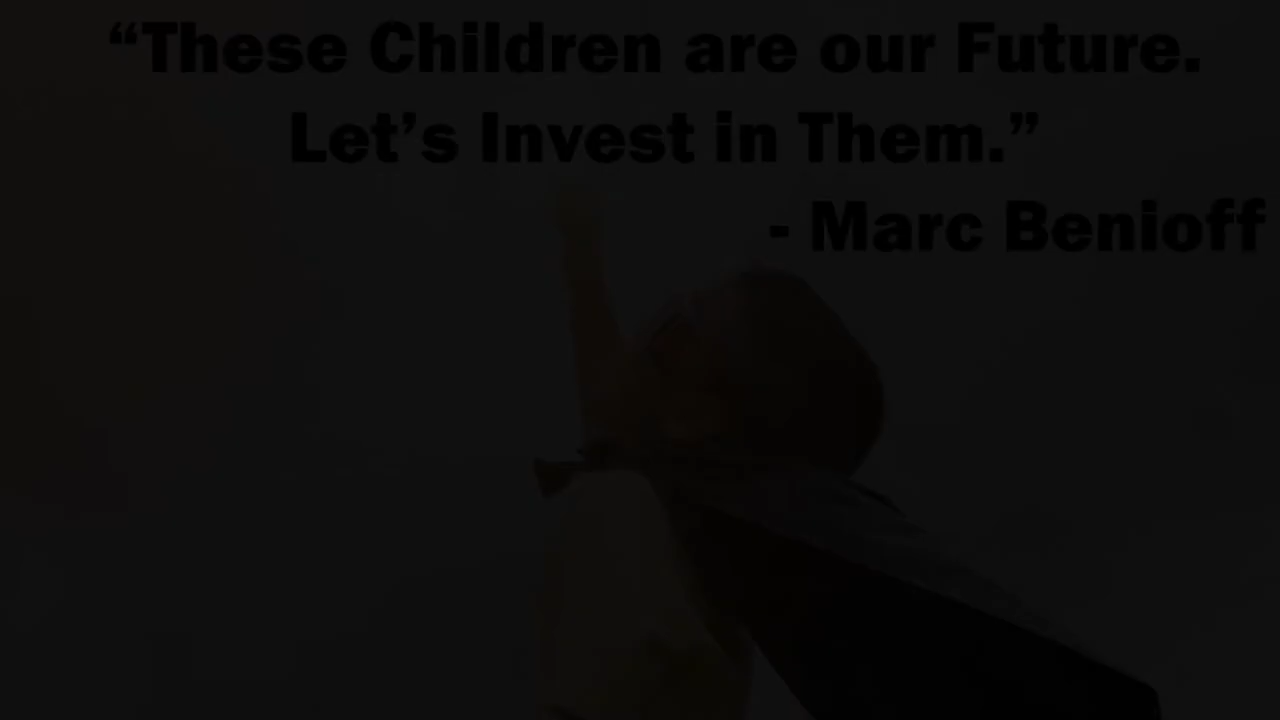 “These Children are our Future.
Let’s Invest in Them.”
- Marc Benioff